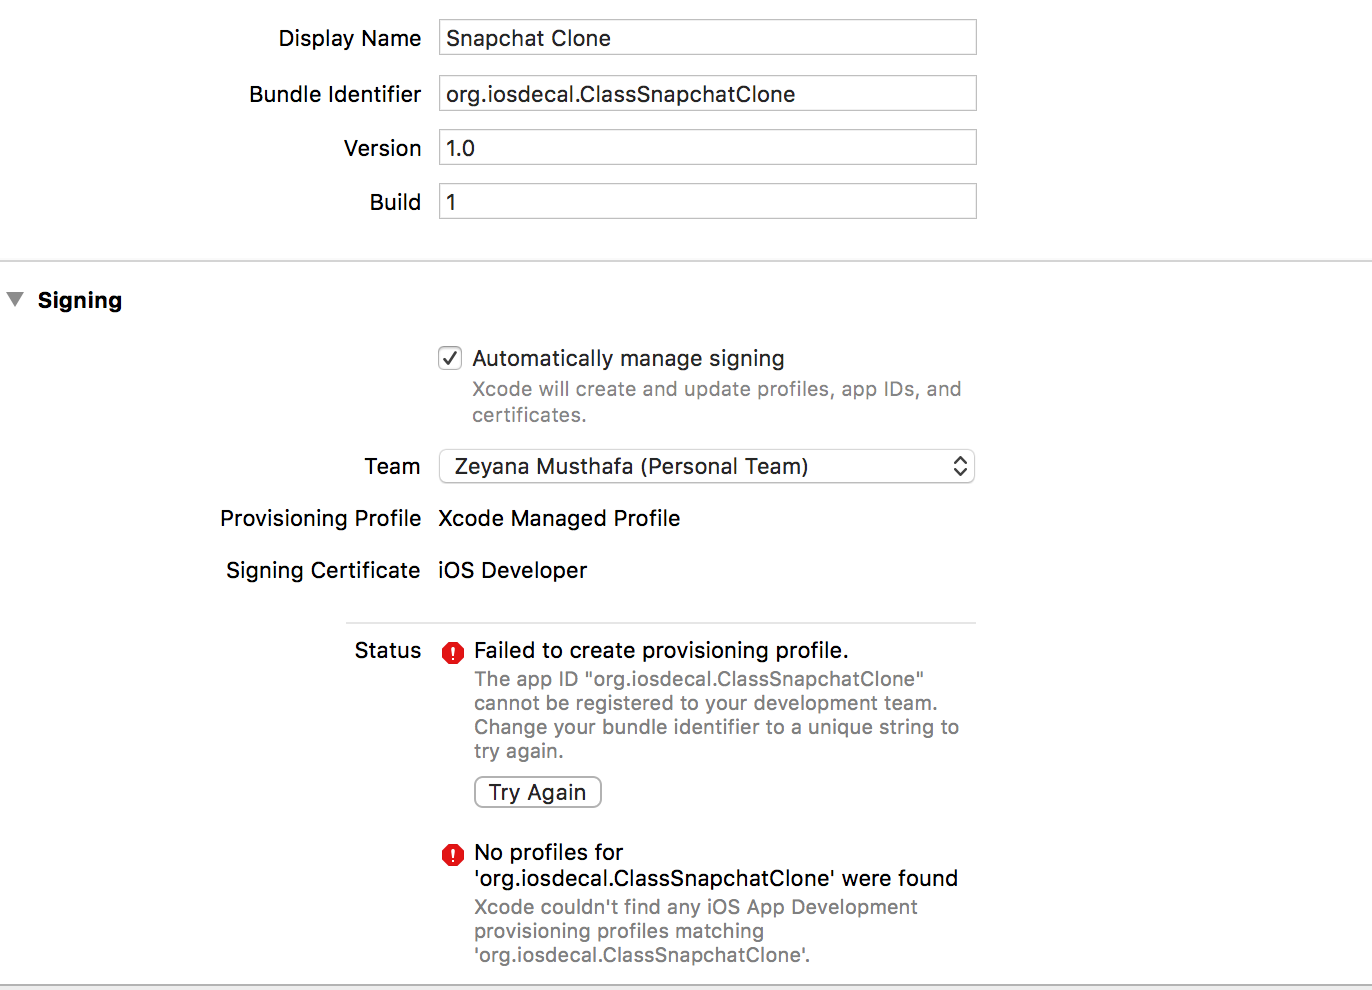 Display Name Snapchat Clone
Bundle Identifier org.iosdecal.ClassSnapchatClone
Version 1.0
Build 1
Signing
Automatically manage signing
Xcode will create and update profiles, app IDs, and
certificates.
Team Zeyana Musthafa (Personal Team)
Provisioning Profile Xcode Managed Profile
Signing Certificate iOS Developer
Status Failed to create provisioning profile.
The app ID "org.iosdecal.ClassSnapchatClone"
cannot be registered to your development team.
Change your bundle identifier to a unique string to
try again.
Try Again
No profiles for
'org.iosdecal.ClassSnapchatClone' were found
Xcode couldn't find any iOS App Development
provisioning profiles matching
'org.iosdecal.ClassSnapchatClone'.